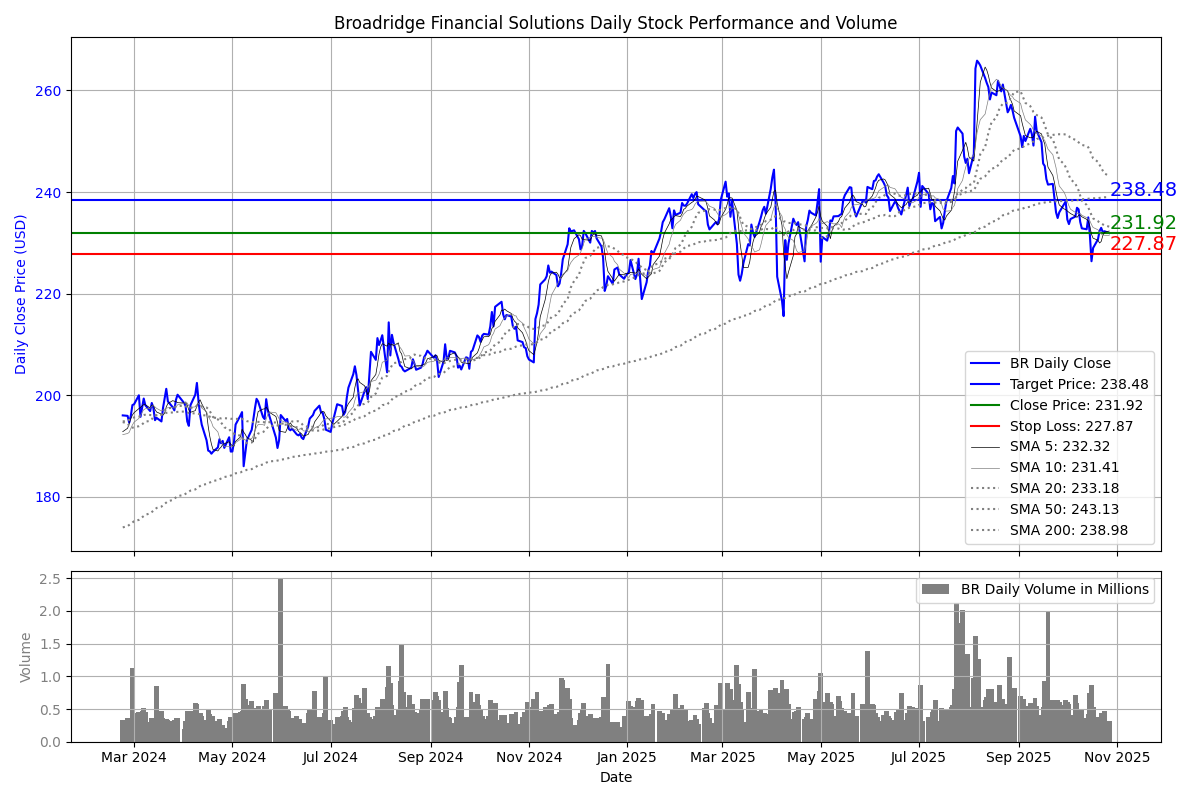 Broadridge Financial Solutions Daily Stock Performance and Volume
Daily Close Price (USD)
260
240
220
200
180
238.48
231.92
227.87
BR Daily Close
Target Price: 238.48
Close Price: 231.92
Stop Loss: 227.87
SMA 5: 232.32
SMA 10: 231.41
SMA 20: 233.18
SMA 50: 243.13
SMA 200: 238.98
Volume
2.5
2.0
1.5
1.0
0.5
0.0
BR Daily Volume in Millions
Mar 2024 May 2024 Jul 2024 Sep 2024 Nov 2024 Jan 2025 Mar 2025 May 2025 Jul 2025 Sep 2025 Nov 2025
Date